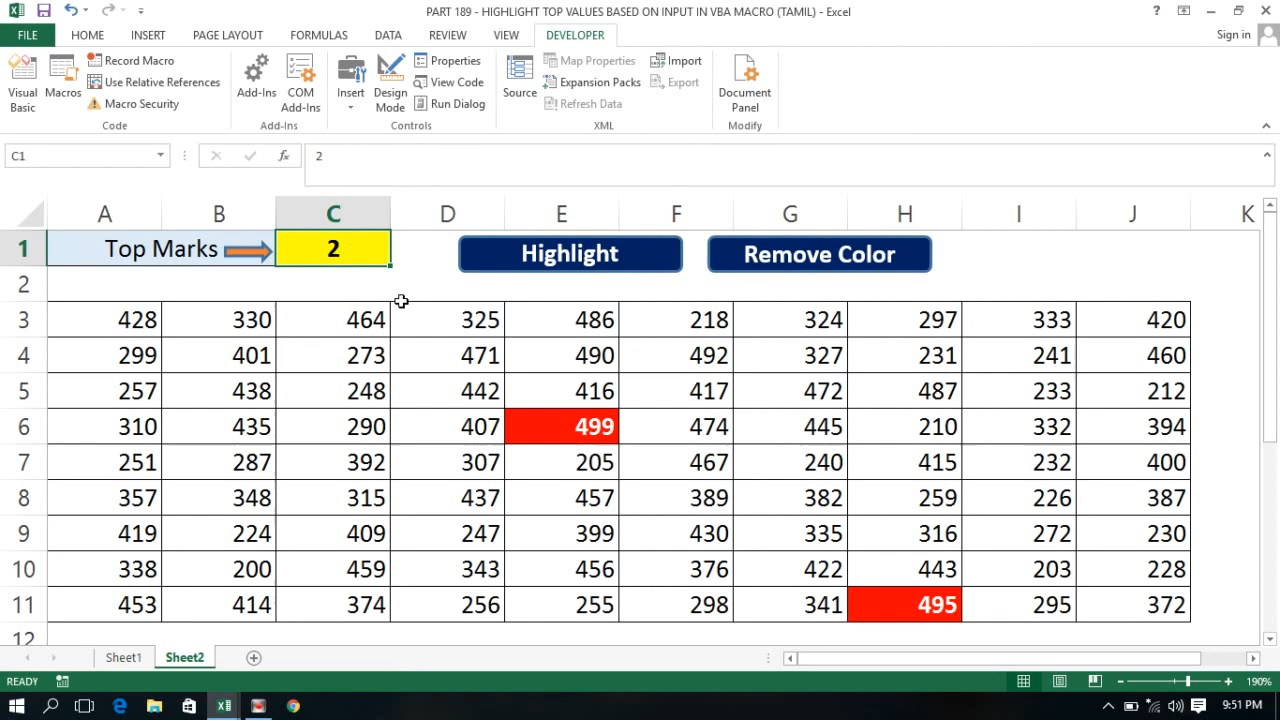 PART 189 - HIGHLIGHT TOP VALUES BASED ON INPUT IN VBA MACRO (TAMIL) - Excel
FILE HOME INSERT PAGE LAYOUT FORMULAS DATA REVIEW VIEW DEVELOPER Sign in
Visual Basic
Macros
Record Macro
Use Relative References
Macro Security
Code
Add-Ins
COM Add-Ins
Add-Ins
Insert
Design Mode
Properties
View Code
Run Dialog
Controls
Source
Map Properties
Expansion Packs
Refresh Data
Import
Export
XML
Document Panel
Modify
C1 fx 2
A B C D E F G H I J K
1 Top Marks 2 Highlight Remove Color
2
3 428 330 464 325 486 218 324 297 333 420
4 299 401 273 471 490 492 327 231 241 460
5 257 438 248 442 416 417 472 487 233 212
6 310 435 290 407 499 474 445 210 332 394
7 251 287 392 307 205 467 240 415 232 400
8 357 348 315 437 457 389 382 259 226 387
9 419 224 409 247 399 430 335 316 272 230
10 338 200 459 343 456 376 422 443 203 228
11 453 414 374 256 255 298 341 495 295 372
12
Sheet1 Sheet2
READY 190%
9:51 PM